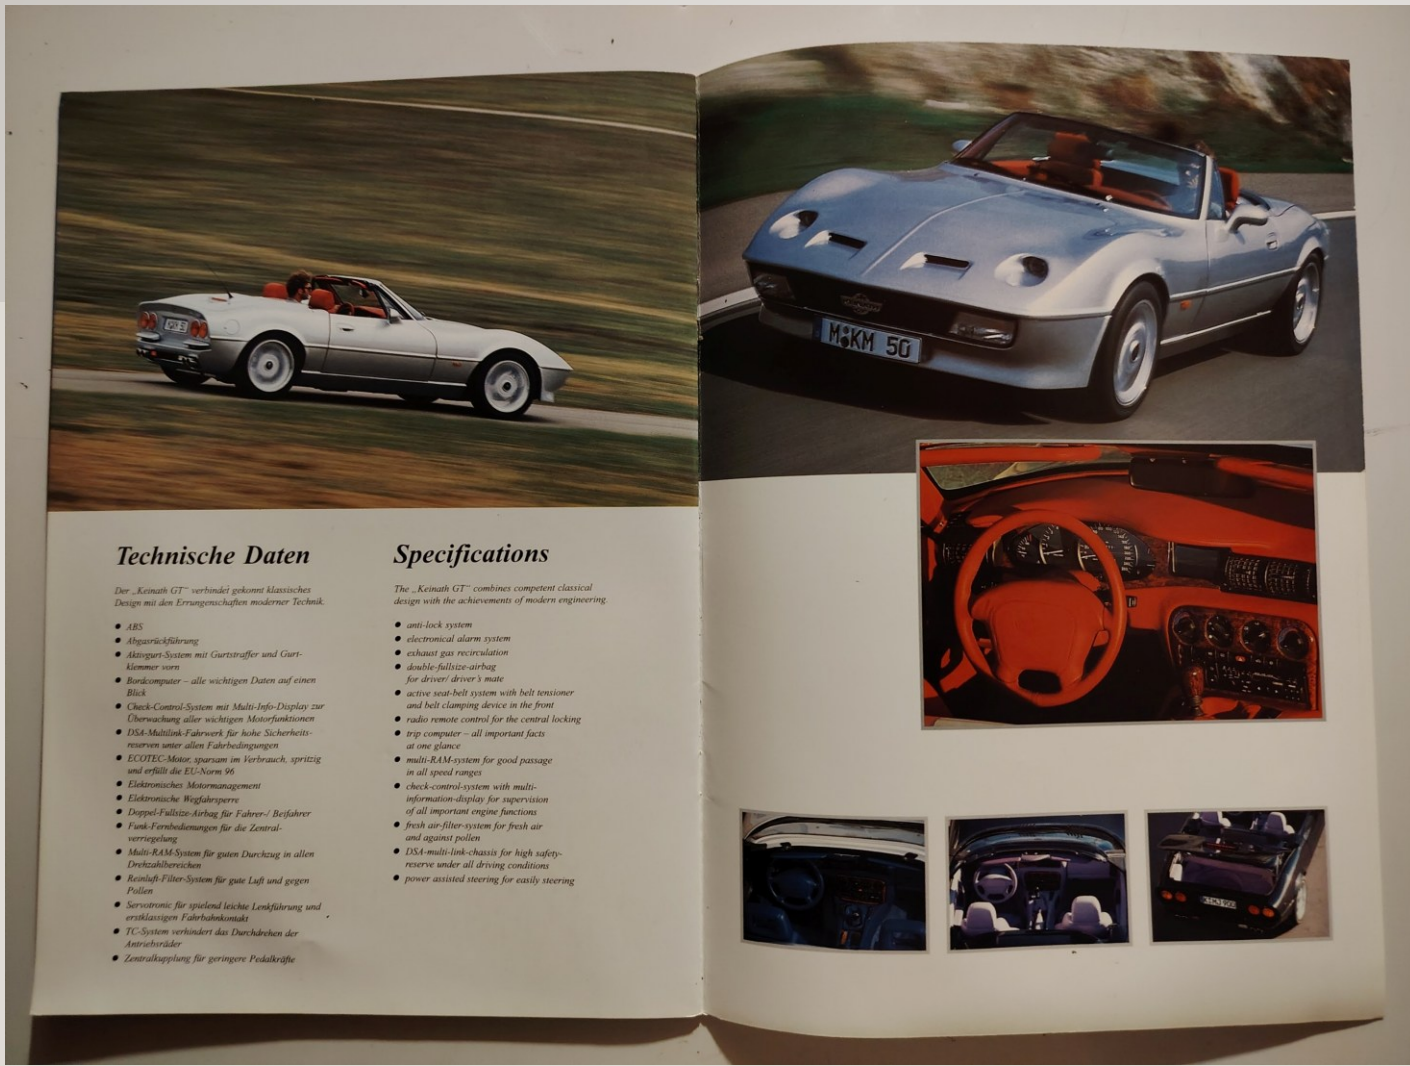 Technische Daten
Der „Keinath GT“ verbindet gekonnt klassisches
Design mit den Errungenschaften moderner Technik.
● ABS
● Abgasrückführung
● Aktivgurt-System mit Gurtstraffer und Gurt-
klemmer vorn
● Bordcomputer – alle wichtigen Daten auf einen
Blick
● Check-Control-System mit Multi-Info-Display zur
Überwachung aller wichtigen Motorfunktionen
● DSA-Multilink-Fahrwerk für hohe Sicherheits-
reserven unter allen Fahrbedingungen
● ECOTEC-Motor, sparsam im Verbrauch, spritzig
und erfüllt die EU-Norm 96
● Elektronisches Motormanagement
● Elektronische Wegfahrsperre
● Doppel-Fullsize-Airbag für Fahrer-/ Beifahrer
● Funk-Fernbedienungen für die Zentral-
verriegelung
● Multi-RAM-System für guten Durchzug in allen
Drehzahlbereichen
● Reinluft-Filter-System für gute Luft und gegen
Pollen
● Servotronic für spielend leichte Lenkführung und
erstklassigen Fahrbahnkontakt
● TC-System verhindert das Durchdrehen der
Antriebsräder
● Zentralkupplung für geringere Pedalkräfte
Specifications
The „Keinath GT“ combines competent classical
design with the achievements of modern engineering.
● anti-lock system
● electronical alarm system
● exhaust gas recirculation
● double-fullsize-airbag
for driver/ driver's mate
● active seat-belt system with belt tensioner
and belt clamping device in the front
● radio remote control for the central locking
● trip computer – all important facts
at one glance
● multi-RAM-system for good passage
in all speed ranges
● check-control-system with multi-
information-display for supervision
of all important engine functions
● fresh air-filter-system for fresh air
and against pollen
● DSA-multi-link-chassis for high safety-
reserve under all driving conditions
● power assisted steering for easily steering
M KM 50